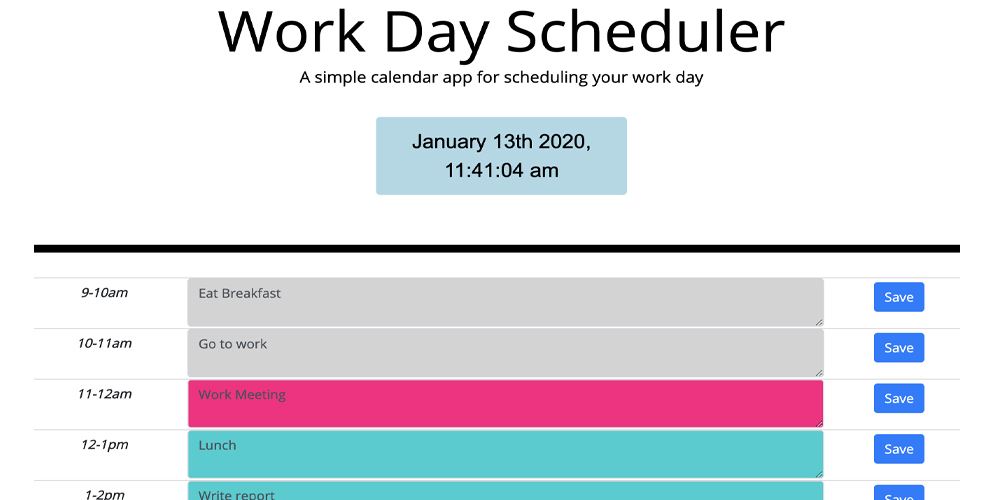 Work Day Scheduler
A simple calendar app for scheduling your work day
January 13th 2020,
11:41:04 am
9-10am Eat Breakfast Save
10-11am Go to work Save
11-12am Work Meeting Save
12-1pm Lunch Save
1-2pm Write report Save